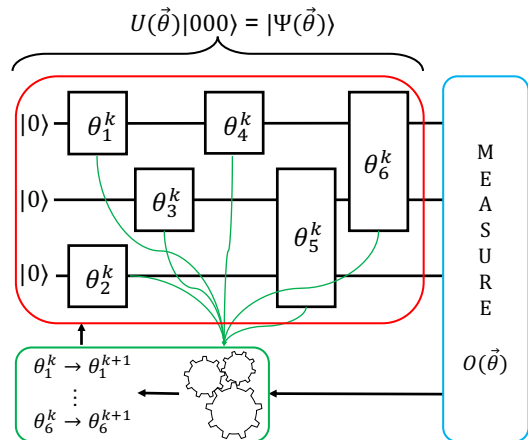 U(θ⃗)|000⟩ = |Ψ(θ⃗)⟩
|0⟩ θ₁ᵏ θ₄ᵏ
θ₆ᵏ
|0⟩ θ₃ᵏ
θ₅ᵏ
|0⟩ θ₂ᵏ
M
E
A
S
U
R
E
O(θ⃗)
θ₁ᵏ → θ₁ᵏ⁺¹
⋮
θ₆ᵏ → θ₆ᵏ⁺¹